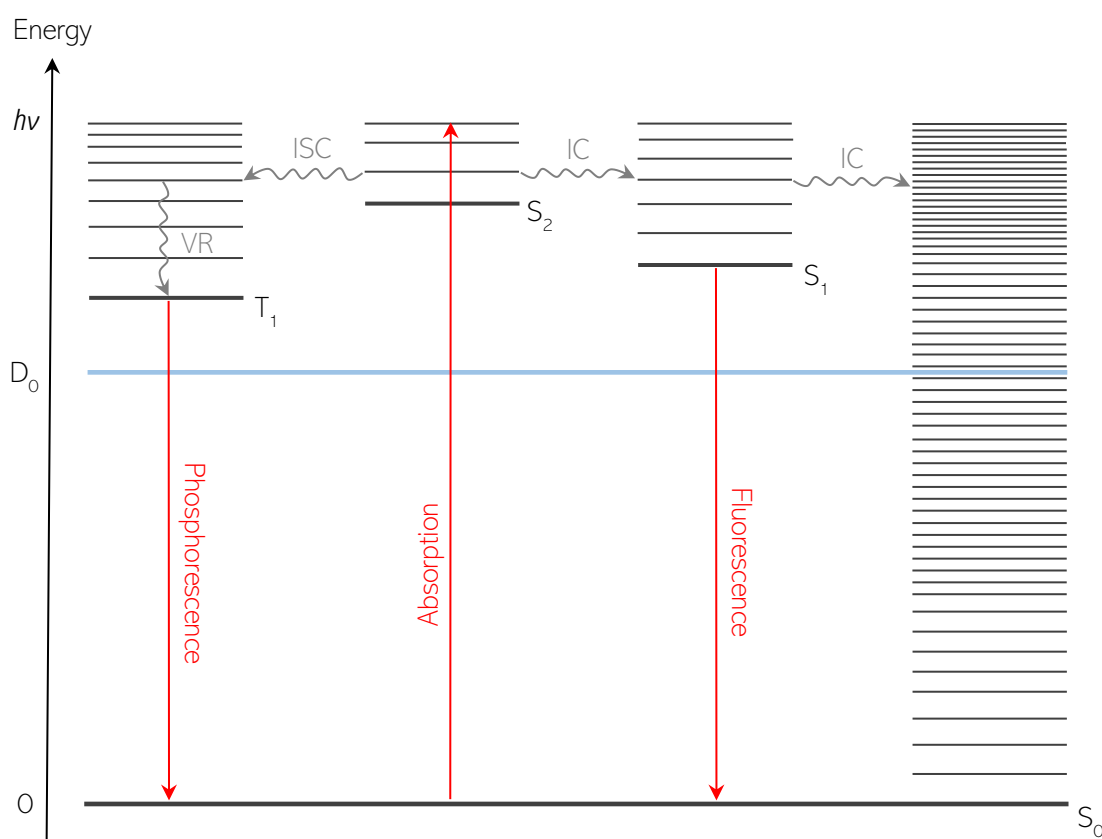 Energy
hν
ISC
IC
IC
S₂
VR
S₁
T₁
D₀
Phosphorescence
Absorption
Fluorescence
0
S₀